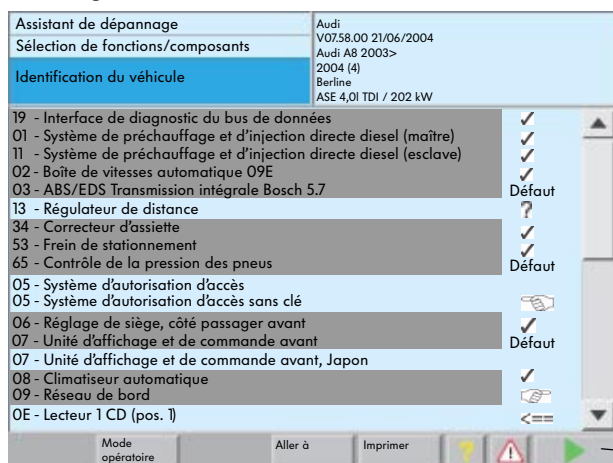 Assistant de dépannage
Sélection de fonctions/composants
Identification du véhicule
Audi
V07.58.00 21/06/2004
Audi A8 2003>
2004 (4)
Berline
ASE 4,0l TDI / 202 kW
19 - Interface de diagnostic du bus de données
01 - Système de préchauffage et d'injection directe diesel (maître)
11 - Système de préchauffage et d'injection directe diesel (esclave)
02 - Boîte de vitesses automatique 09E
03 - ABS/EDS Transmission intégrale Bosch 5.7 Défaut
13 - Régulateur de distance ?
34 - Correcteur d'assiette
53 - Frein de stationnement
65 - Contrôle de la pression des pneus Défaut
05 - Système d'autorisation d'accès
05 - Système d'autorisation d'accès sans clé
06 - Réglage de siège, côté passager avant
07 - Unité d'affichage et de commande avant Défaut
07 - Unité d'affichage et de commande avant, Japon
08 - Climatiseur automatique
09 - Réseau de bord
0E - Lecteur 1 CD (pos. 1) <==
Mode opératoire
Aller à
Imprimer
?